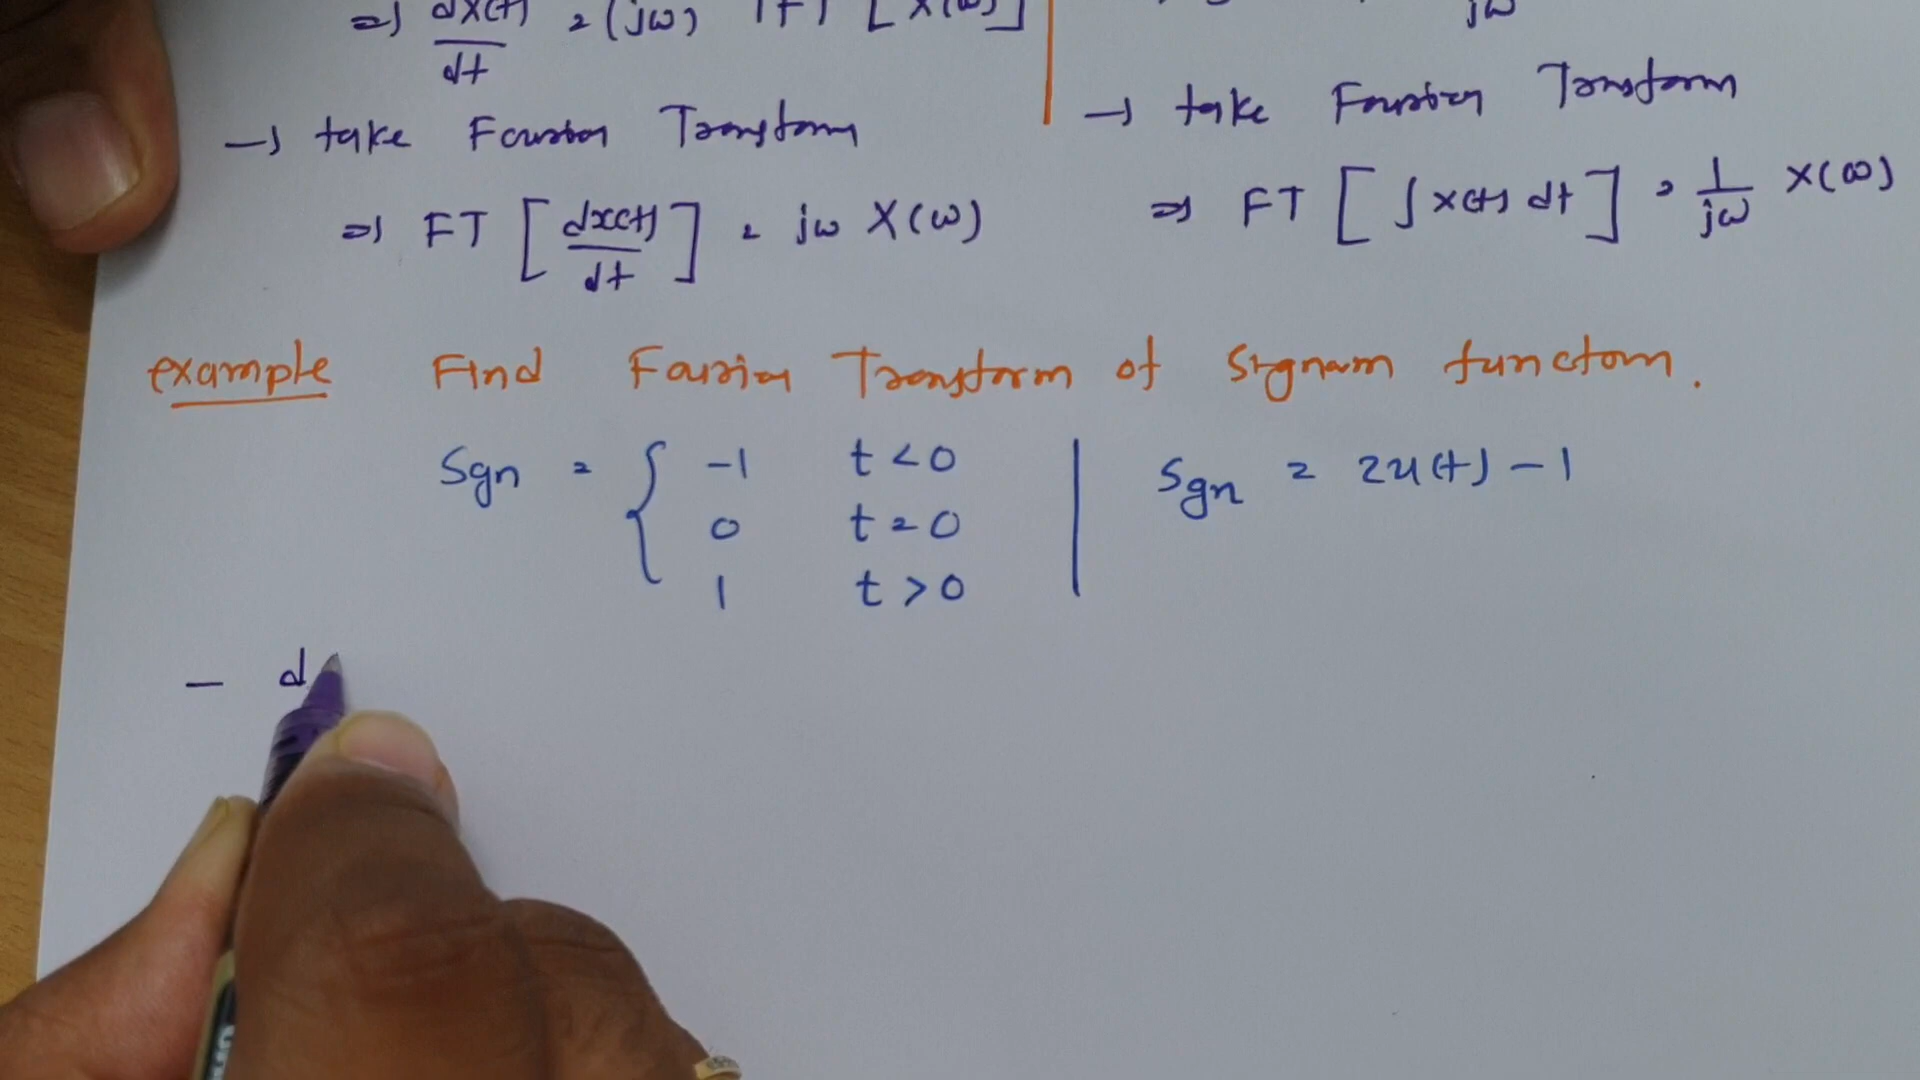 ⇒ dx(t)/dt = (jω) IFT [X(ω)]
→ take Fourier Transform
⇒ FT [dx(t)/dt] = jω X(ω)
jω
→ take Fourier Transform
⇒ FT [∫ x(t) dt] = 1/jω X(ω)
example Find Fourier Transform of Signum function.
Sgn = { -1 t<0
0 t=0
1 t>0
Sgn = 2u(t) - 1
- d